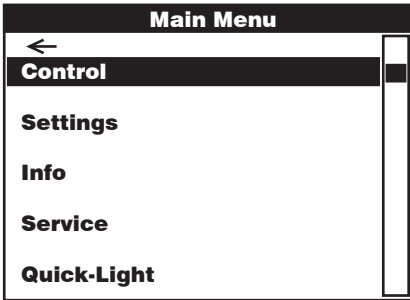 Main Menu
←
Control
Settings
Info
Service
Quick-Light